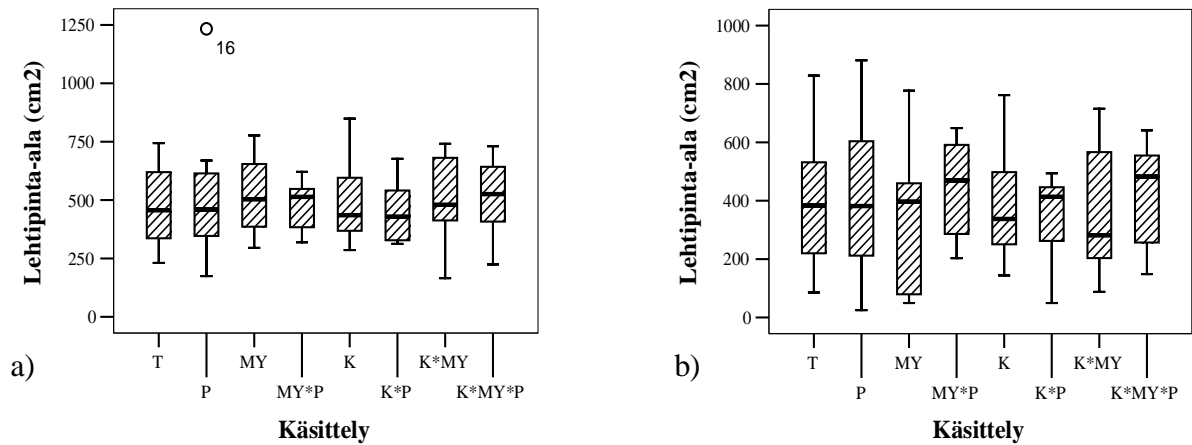 1250
1000
750
500
250
0
Lehtipinta-ala (cm2)
16
T MY K K*MY
P MY*P K*P K*MY*P
Käsittely
a)
1000
800
600
400
200
0
Lehtipinta-ala (cm2)
T MY K K*MY
P MY*P K*P K*MY*P
Käsittely
b)